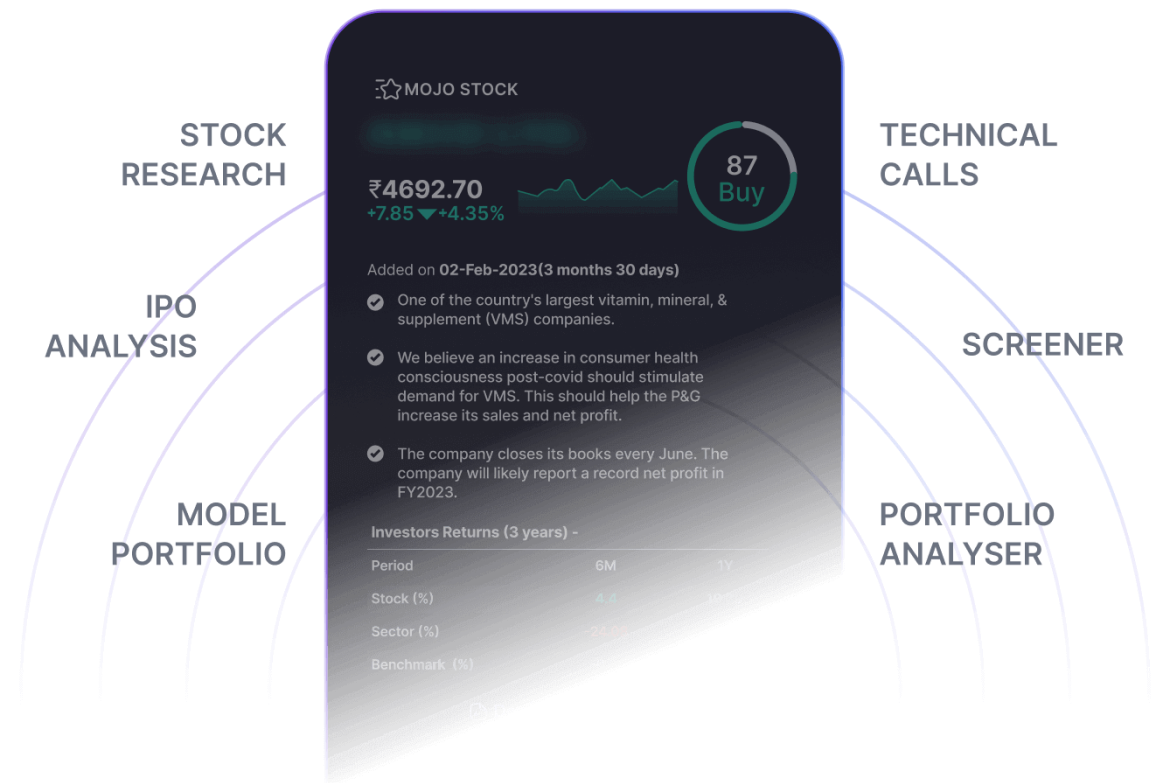 MOJO STOCK
₹4692.70
+7.85 ▼ +4.35%
87
Buy
Added on 02-Feb-2023(3 months 30 days)
One of the country's largest vitamin, mineral, &
supplement (VMS) companies.
We believe an increase in consumer health
consciousness post-covid should stimulate
demand for VMS. This should help the P&G
increase its sales and net profit.
The company closes its books every June. The
company will likely report a record net profit in
FY2023.
Investors Returns (3 years) -
Period 6M 1Y
Stock (%) 4.4
Sector (%)
Benchmark (%)
STOCK
RESEARCH
IPO
ANALYSIS
MODEL
PORTFOLIO
TECHNICAL
CALLS
SCREENER
PORTFOLIO
ANALYSER